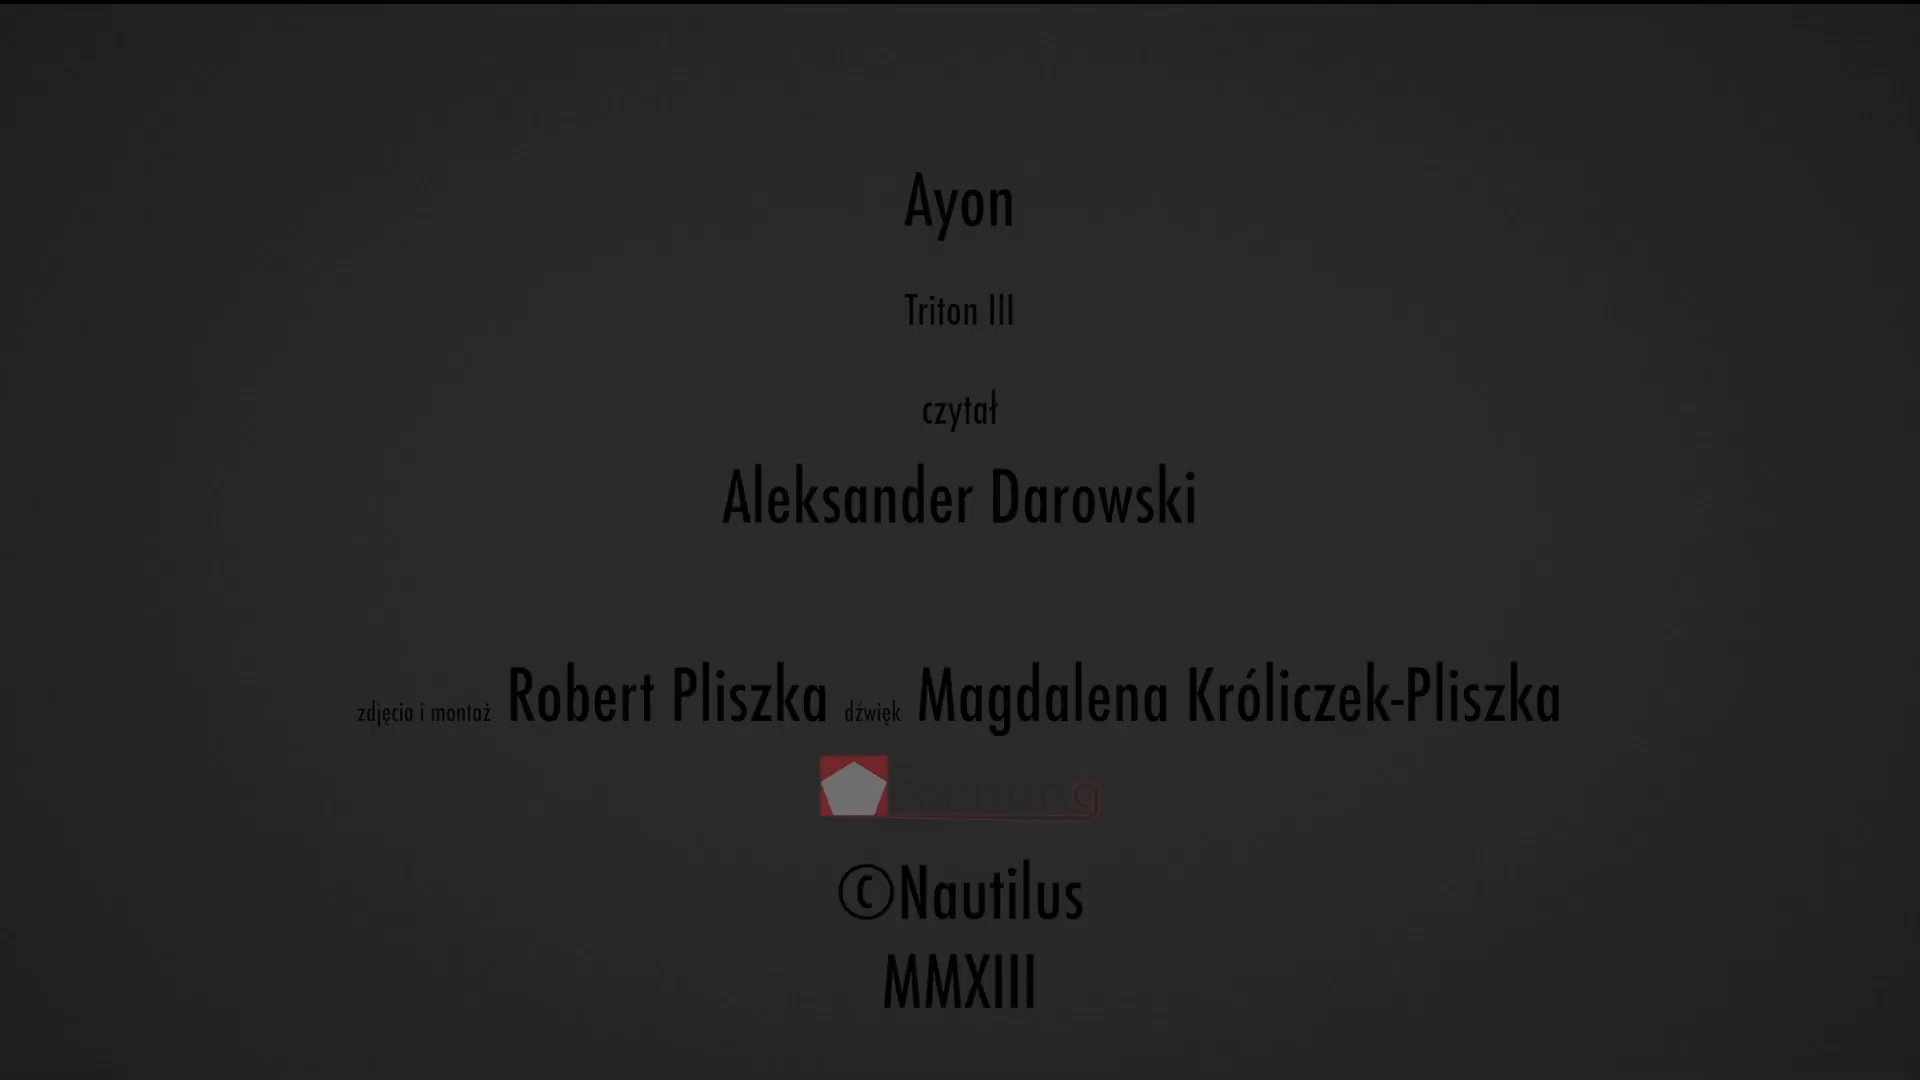 Ayon
Triton III
czytał
Aleksander Darowski
zdjęcia i montaż Robert Pliszka dźwięk Magdalena Króliczek-Pliszka
©Nautilus
MMXIII